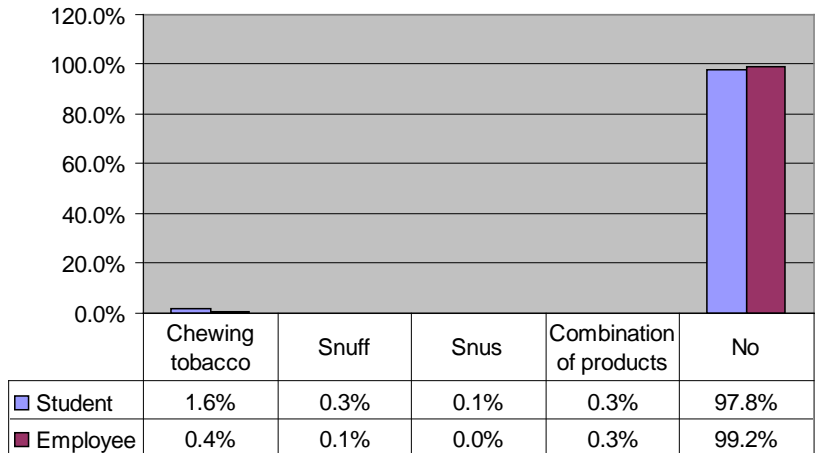 120.0%
100.0%
80.0%
60.0%
40.0%
20.0%
0.0%
Chewing tobacco Snuff Snus Combination of products No
Student 1.6% 0.3% 0.1% 0.3% 97.8%
Employee 0.4% 0.1% 0.0% 0.3% 99.2%